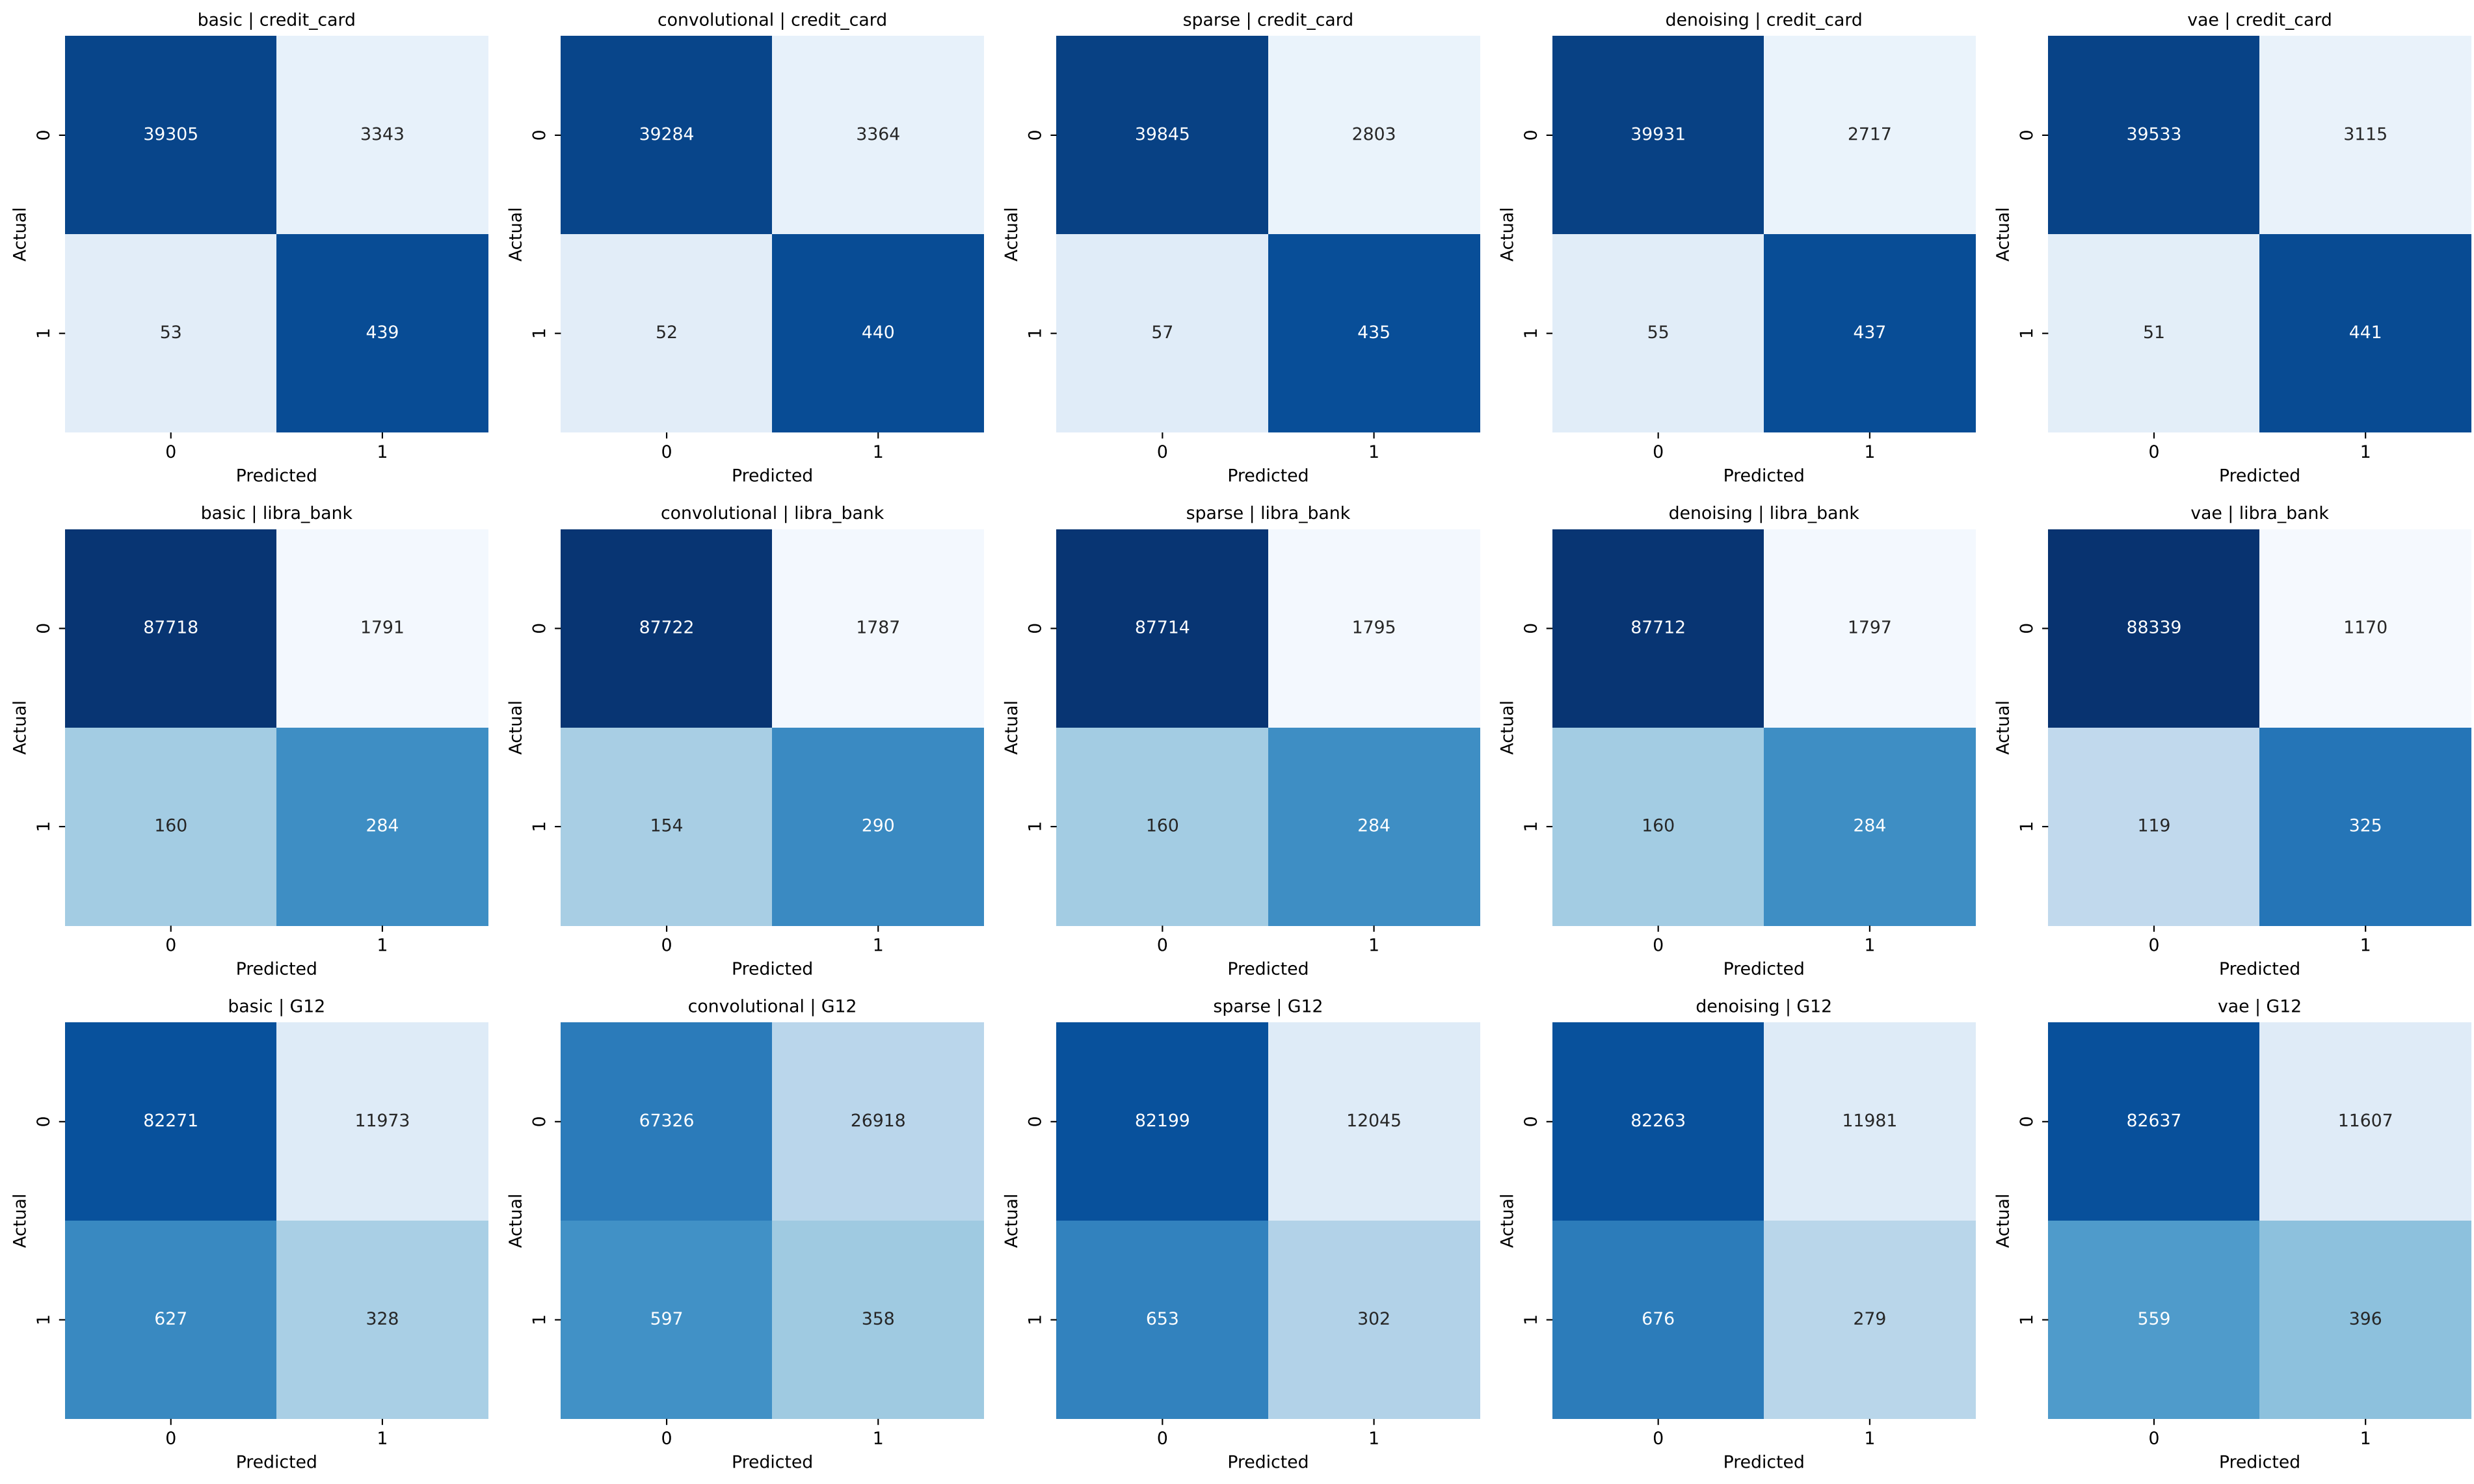 basic | credit_card
0
39305
3343
Actual
1
53
439
0
1
Predicted
convolutional | credit_card
0
39284
3364
Actual
1
52
440
0
1
Predicted
sparse | credit_card
0
39845
2803
Actual
1
57
435
0
1
Predicted
denoising | credit_card
0
39931
2717
Actual
1
55
437
0
1
Predicted
vae | credit_card
0
39533
3115
Actual
1
51
441
0
1
Predicted
basic | libra_bank
0
87718
1791
Actual
1
160
284
0
1
Predicted
convolutional | libra_bank
0
87722
1787
Actual
1
154
290
0
1
Predicted
sparse | libra_bank
0
87714
1795
Actual
1
160
284
0
1
Predicted
denoising | libra_bank
0
87712
1797
Actual
1
160
284
0
1
Predicted
vae | libra_bank
0
88339
1170
Actual
1
119
325
0
1
Predicted
basic | G12
0
82271
11973
Actual
1
627
328
0
1
Predicted
convolutional | G12
0
67326
26918
Actual
1
597
358
0
1
Predicted
sparse | G12
0
82199
12045
Actual
1
653
302
0
1
Predicted
denoising | G12
0
82263
11981
Actual
1
676
279
0
1
Predicted
vae | G12
0
82637
11607
Actual
1
559
396
0
1
Predicted